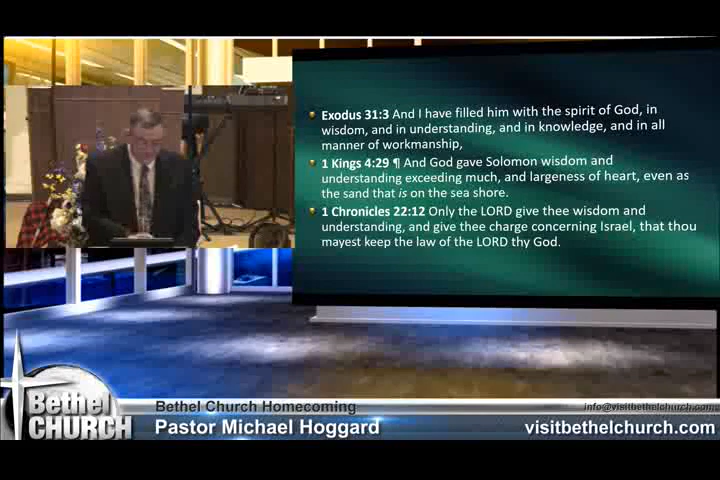 Exodus 31:3 And I have filled him with the spirit of God, in
wisdom, and in understanding, and in knowledge, and in all
manner of workmanship,
1 Kings 4:29 ¶ And God gave Solomon wisdom and
understanding exceeding much, and largeness of heart, even as
the sand that is on the sea shore.
1 Chronicles 22:12 Only the LORD give thee wisdom and
understanding, and give thee charge concerning Israel, that thou
mayest keep the law of the LORD thy God.
Bethel
CHURCH
Bethel Church Homecoming
info@visitbethelchurch.com
Pastor Michael Hoggard
visitbethelchurch.com